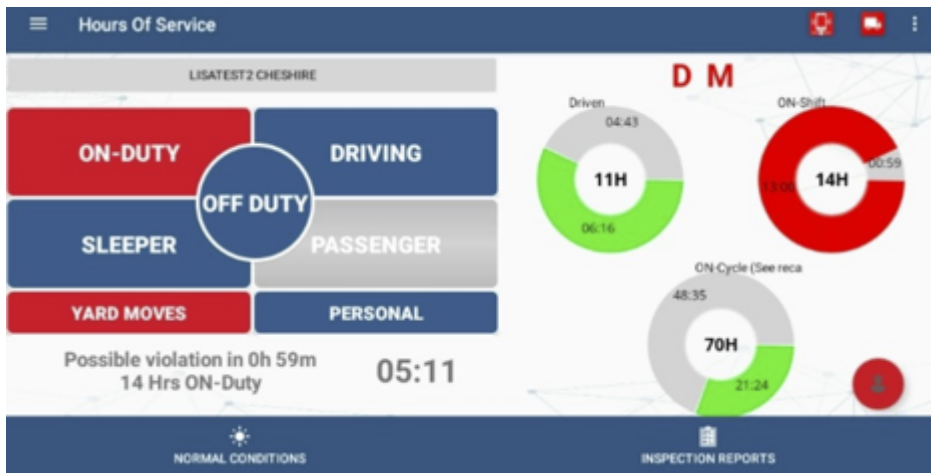 Hours Of Service
LISATEST2 CHESHIRE
ON-DUTY
DRIVING
OFF DUTY
SLEEPER
PASSENGER
YARD MOVES
PERSONAL
Possible violation in 0h 59m
14 Hrs ON-Duty
05:11
D M
Driven
04:43
11H
06:16
ON-Shift
00:59
13:00
14H
ON-Cycle (See reca
48:35
70H
21:24
NORMAL CONDITIONS
INSPECTION REPORTS